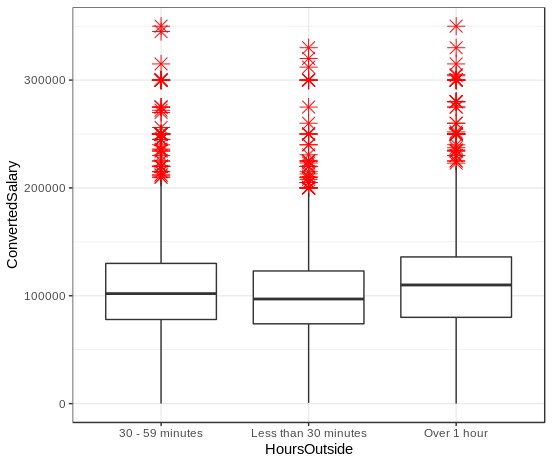 ConvertedSalary
300000
200000
100000
0
30 - 59 minutes
Less than 30 minutes
Over 1 hour
HoursOutside